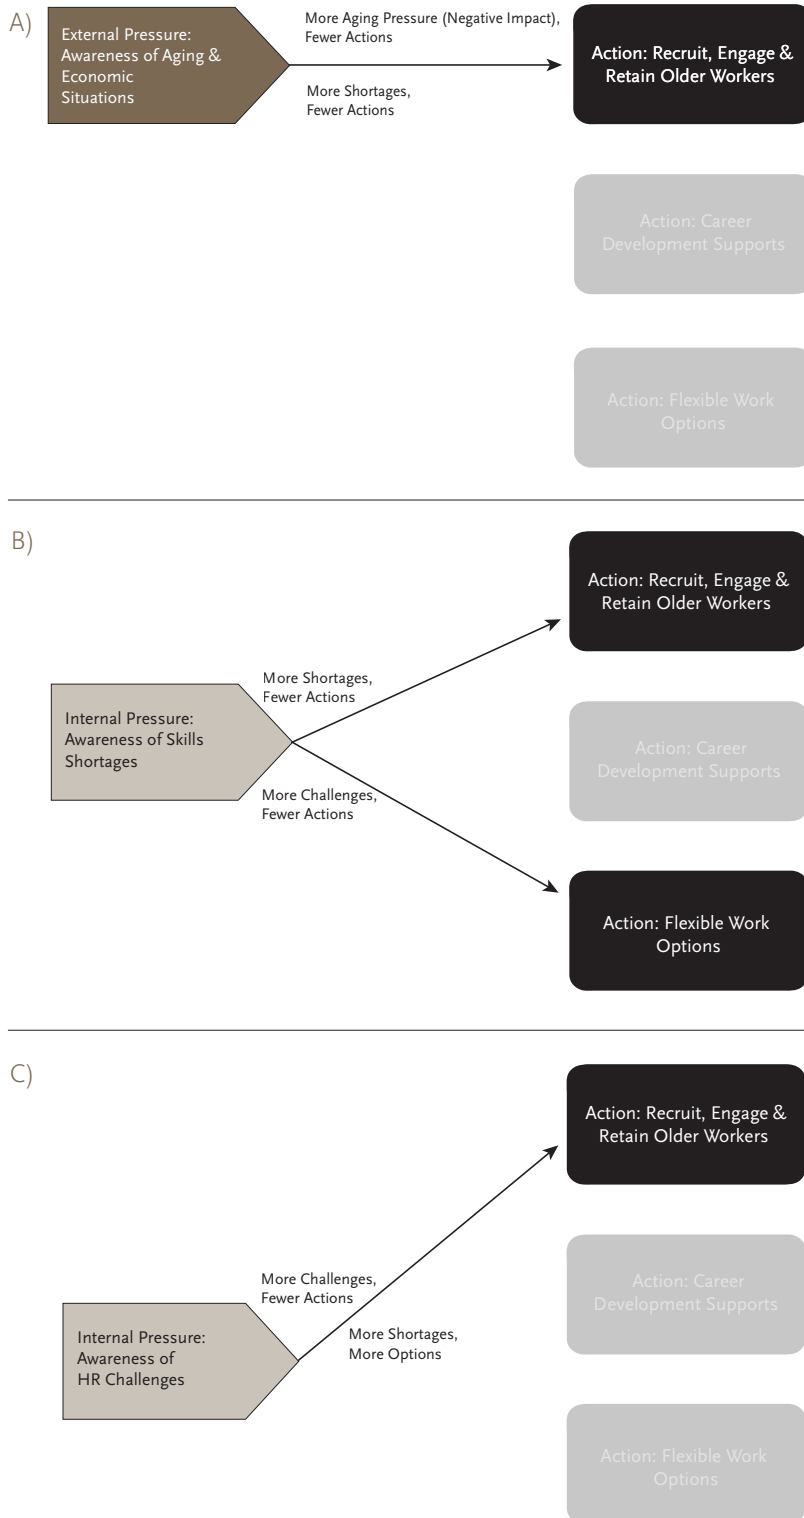 A)
External Pressure:
Awareness of Aging &
Economic
Situations
More Aging Pressure (Negative Impact),
Fewer Actions
More Shortages,
Fewer Actions
Action: Recruit, Engage &
Retain Older Workers
Action: Career
Development Supports
Action: Flexible Work
Options
B)
Internal Pressure:
Awareness of Skills
Shortages
More Shortages,
Fewer Actions
More Challenges,
Fewer Actions
Action: Recruit, Engage &
Retain Older Workers
Action: Career
Development Supports
Action: Flexible Work
Options
C)
Internal Pressure:
Awareness of
HR Challenges
More Challenges,
Fewer Actions
More Shortages,
More Options
Action: Recruit, Engage &
Retain Older Workers
Action: Career
Development Supports
Action: Flexible Work
Options